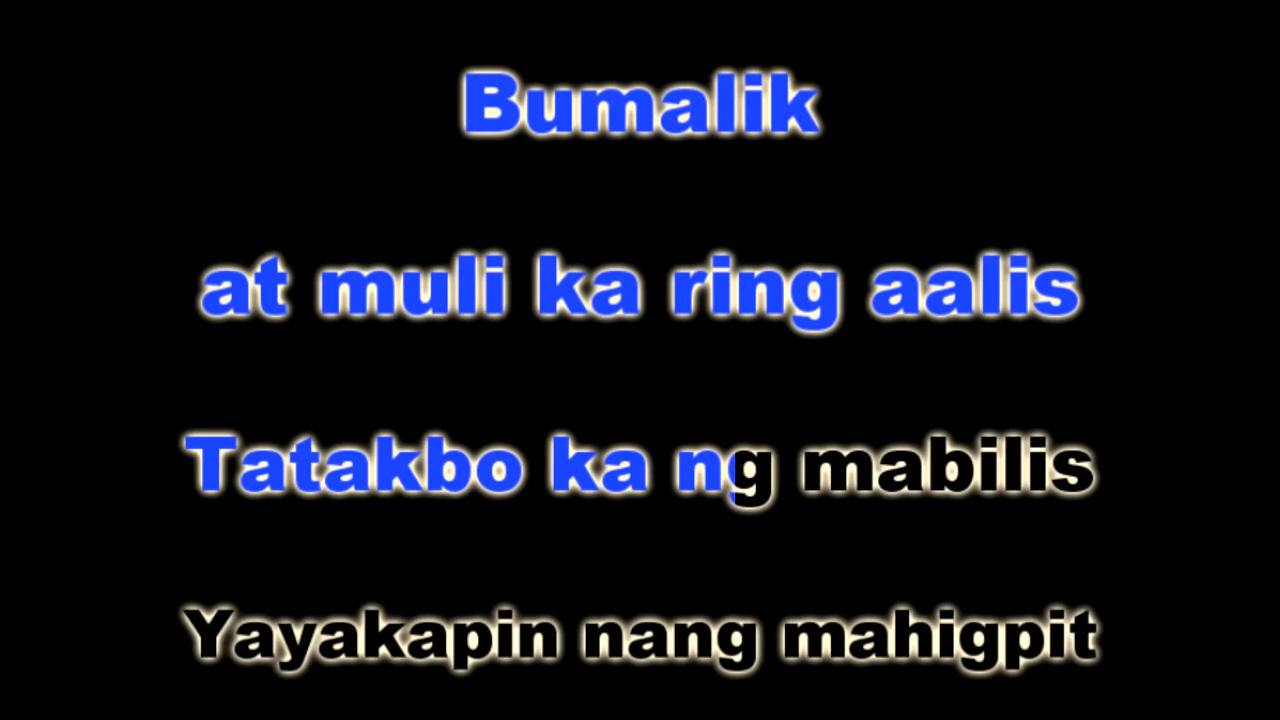 Bumalik
at muli ka ring aalis
Tatakbo ka ng mabilis
Yayakapin nang mahigpit